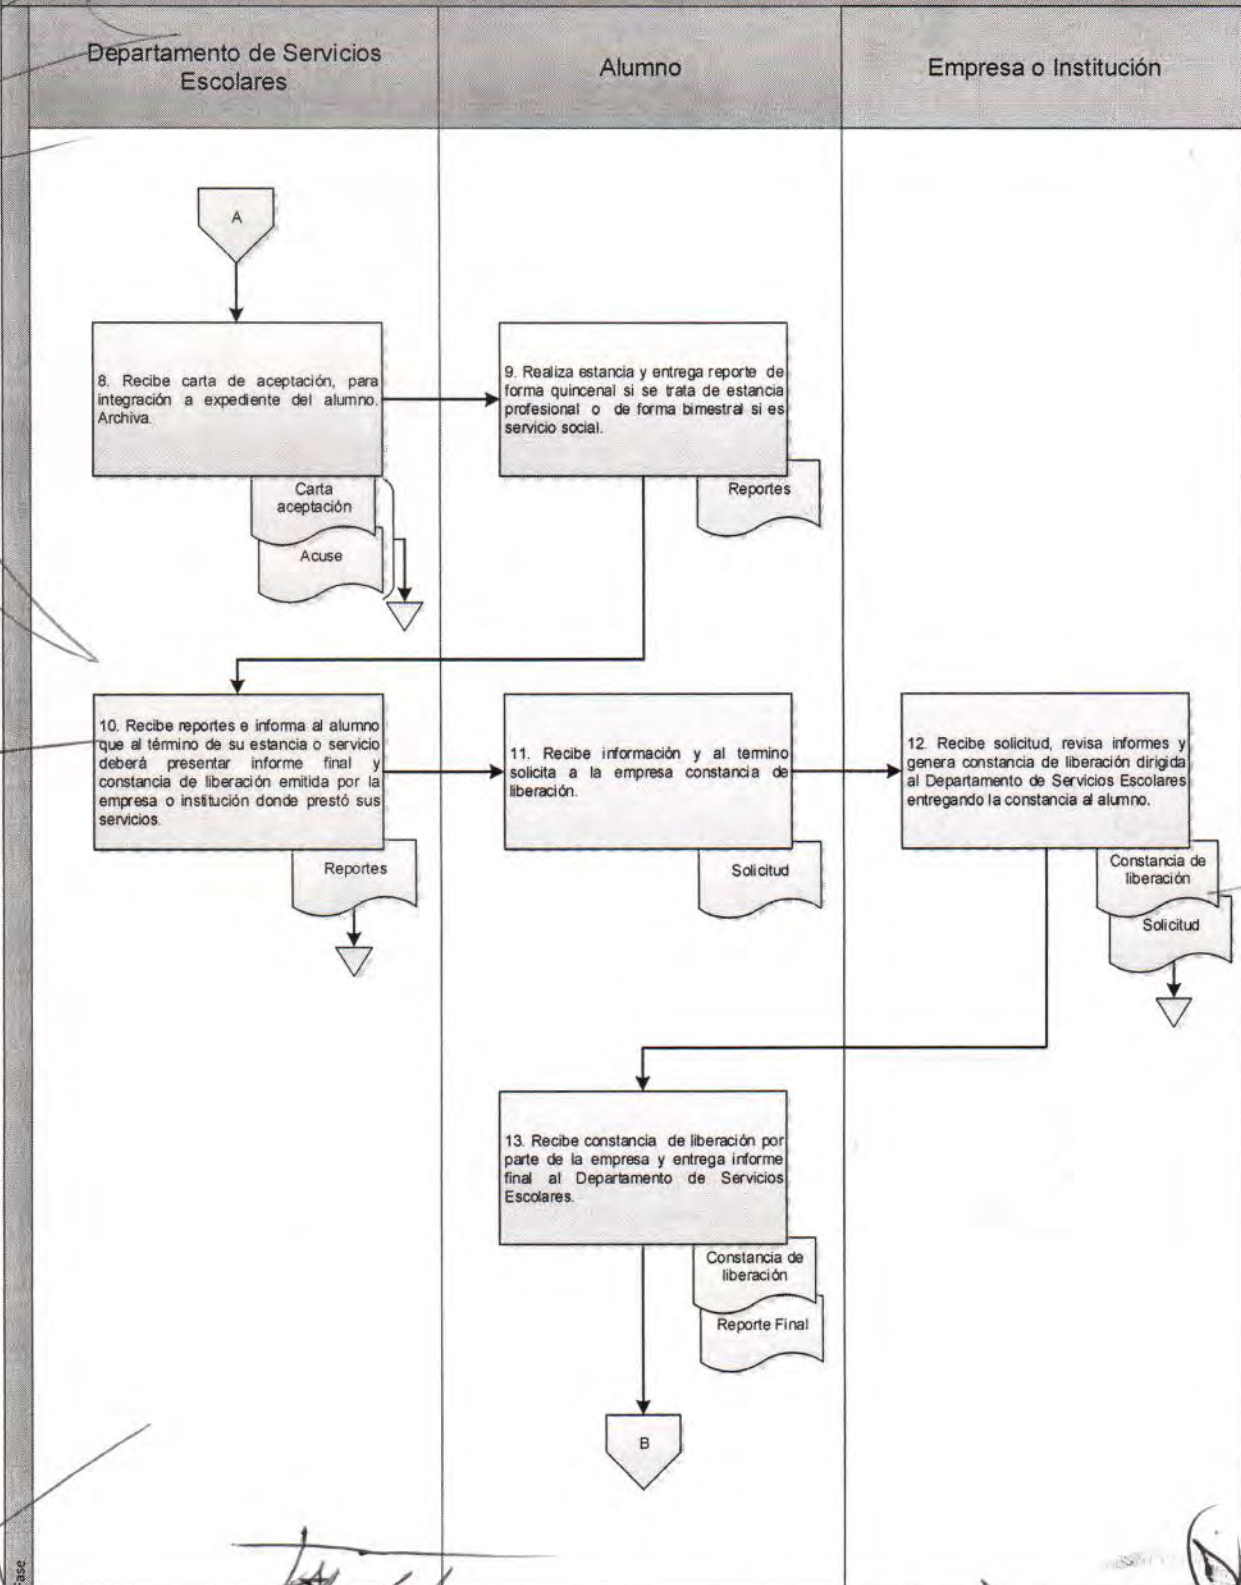 Departamento de Servicios
Escolares
Alumno
Empresa o Institución
A
8. Recibe carta de aceptación, para
integración a expediente del alumno.
Archiva.
Carta
aceptación
Acuse
9. Realiza estancia y entrega reporte de
forma quincenal si se trata de estancia
profesional o de forma bimestral si es
servicio social.
Reportes
10. Recibe reportes e informa al alumno
que al término de su estancia o servicio
deberá presentar informe final y
constancia de liberación emitida por la
empresa o institución donde prestó sus
servicios.
Reportes
11. Recibe información y al termino
solicita a la empresa constancia de
liberación.
Solicitud
12. Recibe solicitud, revisa informes y
genera constancia de liberación dirigida
al Departamento de Servicios Escolares
entregando la constancia al alumno.
Constancia de
liberación
Solicitud
13. Recibe constancia de liberación por
parte de la empresa y entrega informe
final al Departamento de Servicios
Escolares.
Constancia de
liberación
Reporte Final
B
Fase